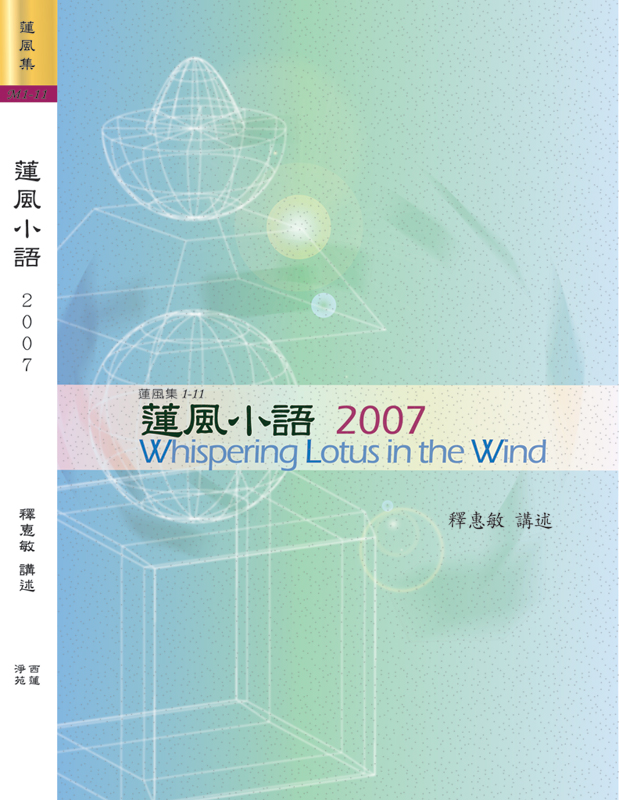 蓮風集
M1-11
蓮風小語
2007
釋惠敏 講述
西蓮
淨苑
蓮風集 1-11
蓮風小語 2007
Whispering Lotus in the Wind
釋惠敏 講述